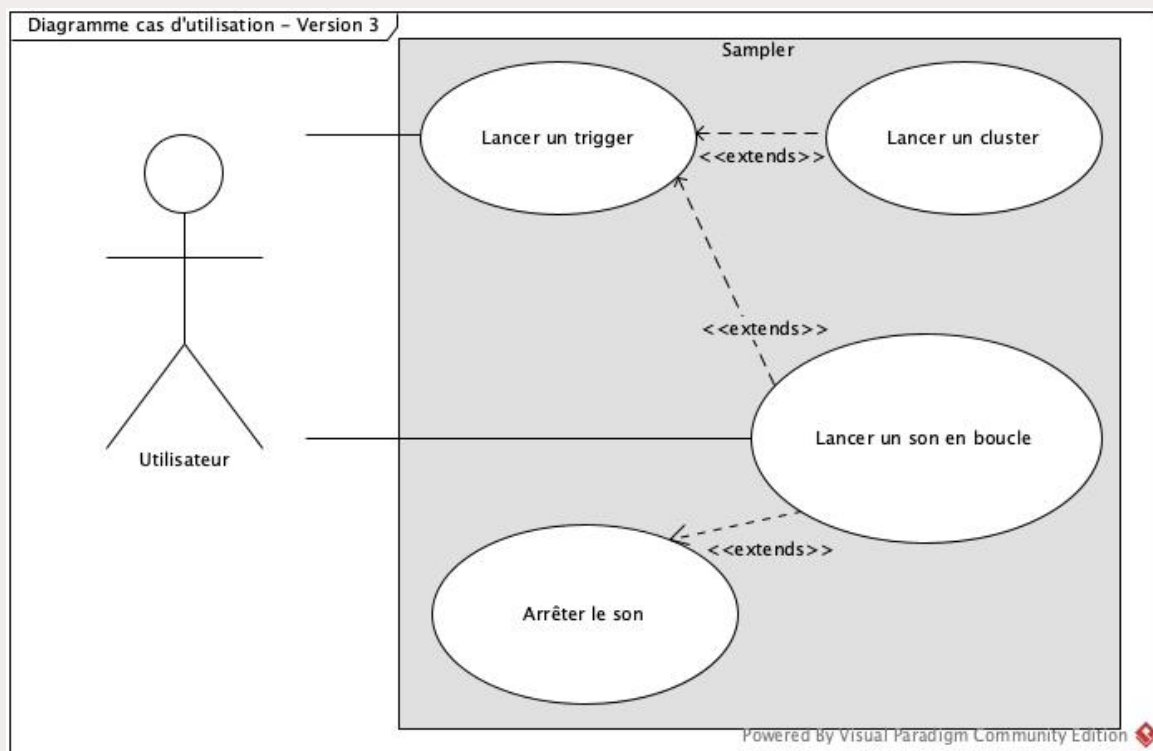 Diagramme cas d'utilisation – Version 3
Sampler
Lancer un trigger
Lancer un cluster
<<extends>>
<<extends>>
Lancer un son en boucle
Utilisateur
<<extends>>
Arrêter le son
Powered By Visual Paradigm Community Edition